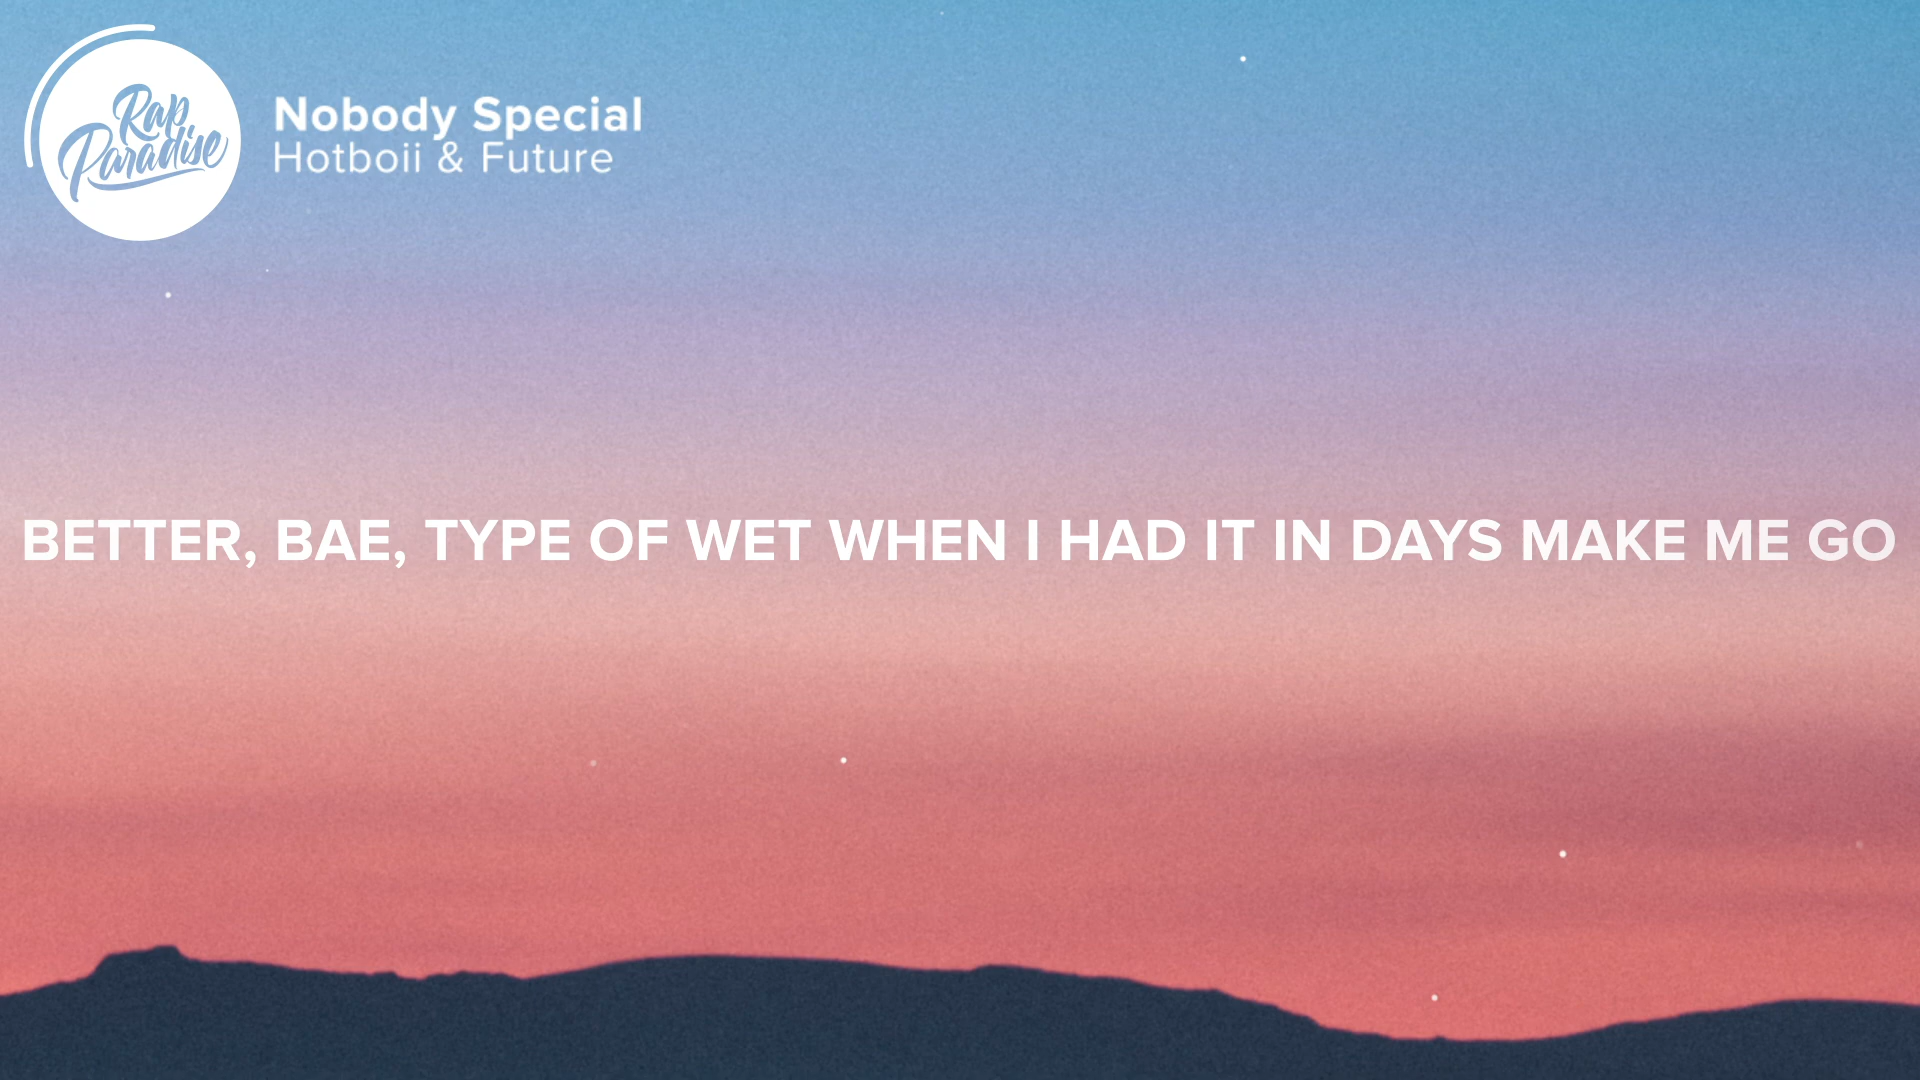 Rap
Paradise
Nobody Special
Hotboii & Future
BETTER, BAE, TYPE OF WET WHEN I HAD IT IN DAYS MAKE ME GO